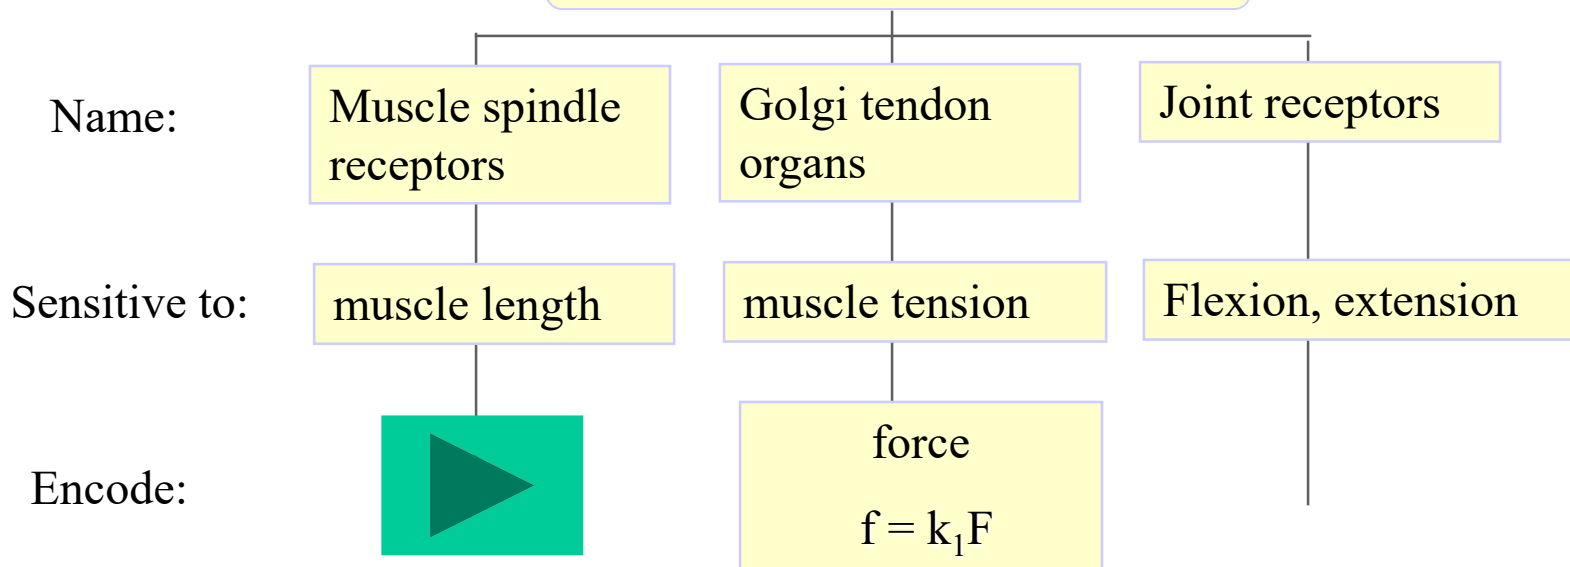 Name:
Muscle spindle
receptors
Golgi tendon
organs
Joint receptors
Sensitive to:
muscle length
muscle tension
Flexion, extension
Encode:
force
f = k₁F